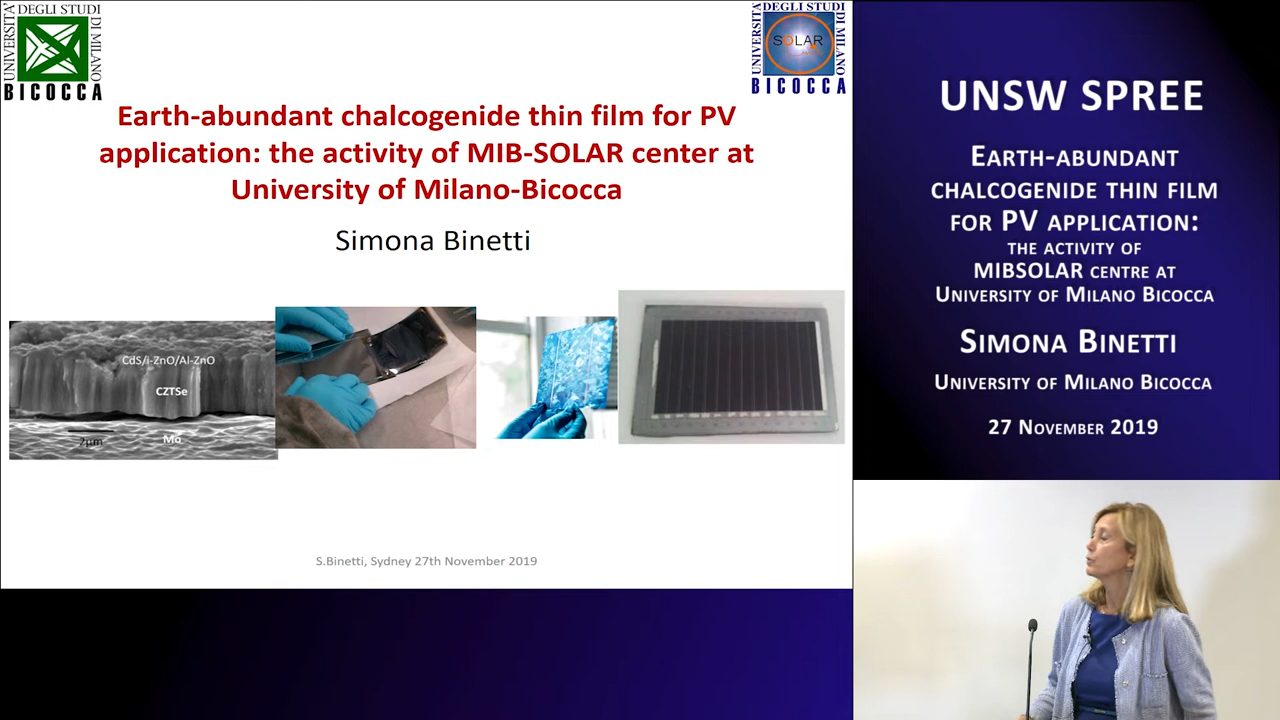 UNIVERSITÀ
DEGLI STUDI
DI MILANO
BICOCCA
UNIVERSITÀ
DEGLI STUDI
DI MILANO
SOLAR
BICOCCA
Earth-abundant chalcogenide thin film for PV
application: the activity of MIB-SOLAR center at
University of Milano-Bicocca
Simona Binetti
CdS/i-ZnO/Al-ZnO
CZTSe
2µm
Mo
S.Binetti, Sydney 27th November 2019
UNSW SPREE
Earth-abundant
chalcogenide thin film
for PV application:
the activity of
MIBSOLAR centre at
University of Milano Bicocca
Simona Binetti
University of Milano Bicocca
27 November 2019